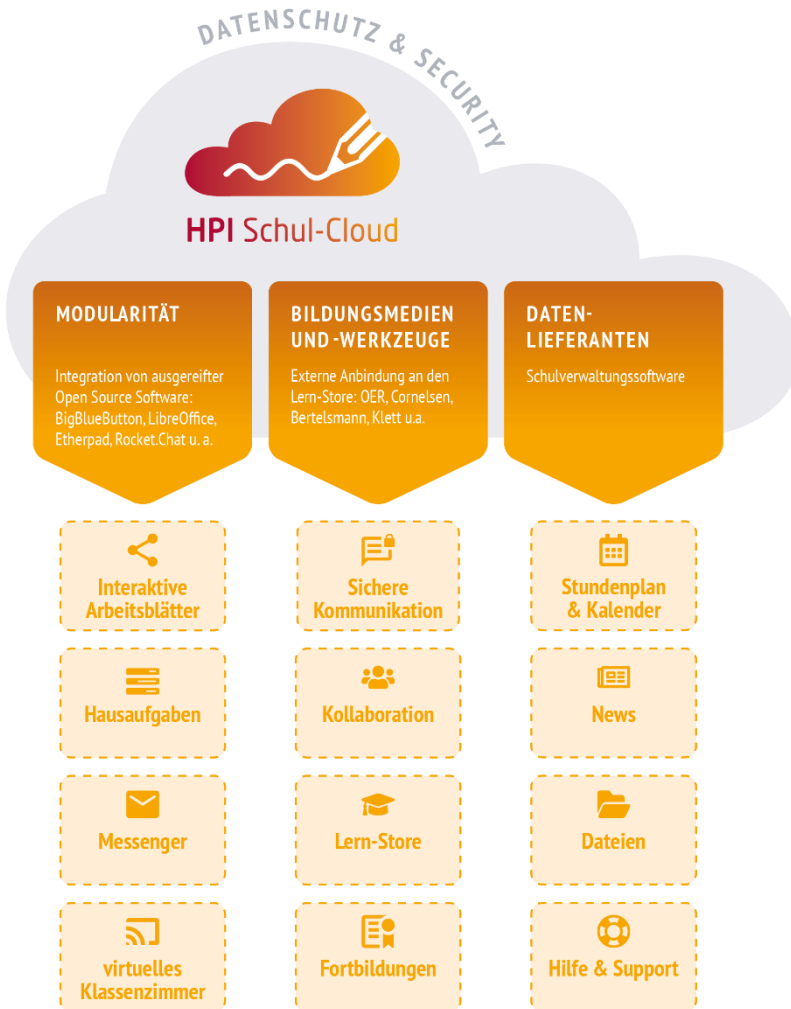 DATENSCHUTZ & SECURITY
HPI Schul-Cloud
MODULARITÄT
Integration von ausgereifter
Open Source Software:
BigBlueButton, LibreOffice,
Etherpad, Rocket.Chat u. a.
BILDUNGSMEDIEN
UND -WERKZEUGE
Externe Anbindung an den
Lern-Store: OER, Cornelsen,
Bertelsmann, Klett u.a.
DATEN-
LIEFERANTEN
Schulverwaltungssoftware
Interaktive
Arbeitsblätter
Sichere
Kommunikation
Stundenplan
& Kalender
Hausaufgaben
Kollaboration
News
Messenger
Lern-Store
Dateien
virtuelles
Klassenzimmer
Fortbildungen
Hilfe & Support